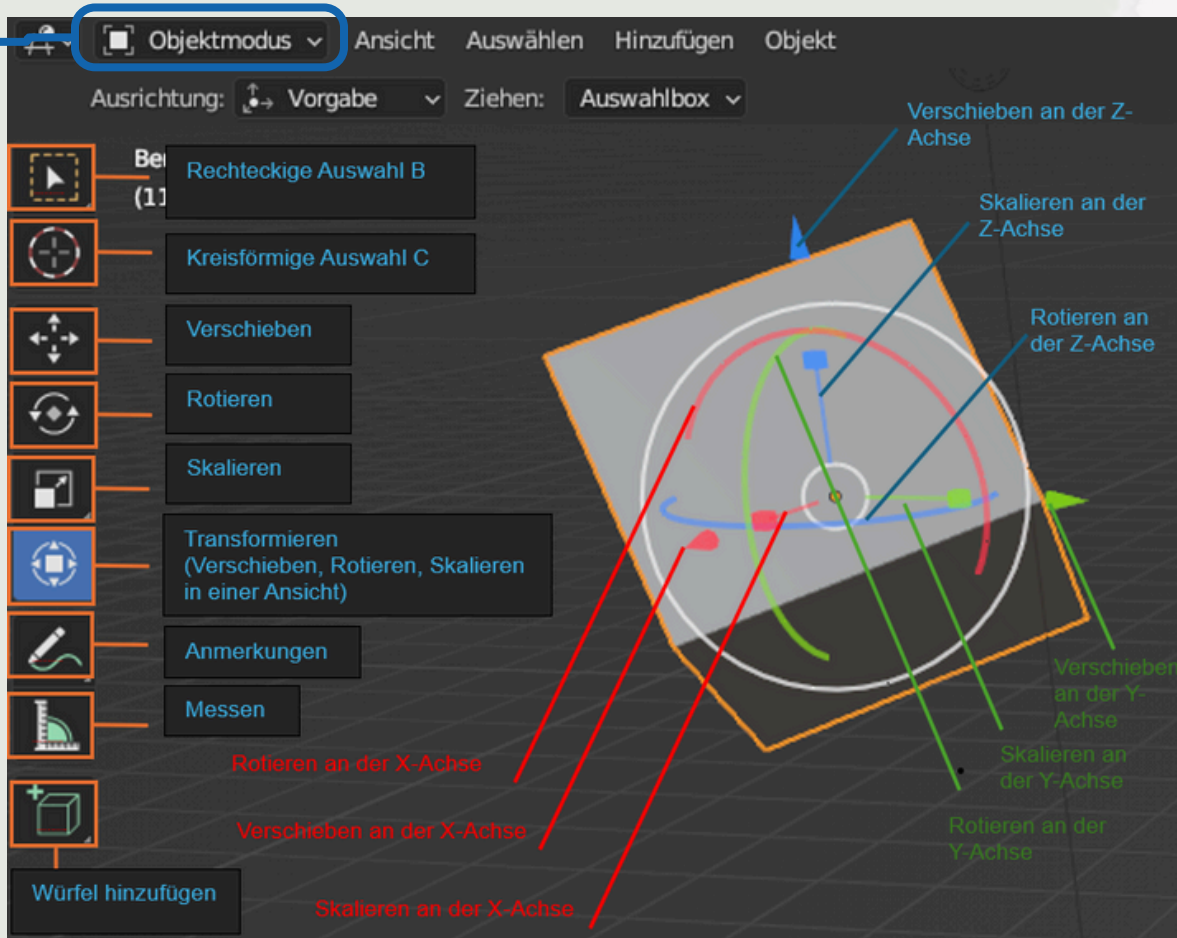 Objektmodus Ansicht Auswählen Hinzufügen Objekt
Ausrichtung: Vorgabe Ziehen: Auswahlbox
Verschieben an der Z-
Achse
Rechteckige Auswahl B
Skalieren an der
Z-Achse
Kreisförmige Auswahl C
Verschieben
Rotieren an
der Z-Achse
Rotieren
Skalieren
Transformieren
(Verschieben, Rotieren, Skalieren
in einer Ansicht)
Anmerkungen
Messen
Verschieben
an der Y-
Achse
Skalieren an
der Y-Achse
Rotieren an der
Y-Achse
Rotieren an der X-Achse
Verschieben an der X-Achse
Skalieren an der X-Achse
Würfel hinzufügen